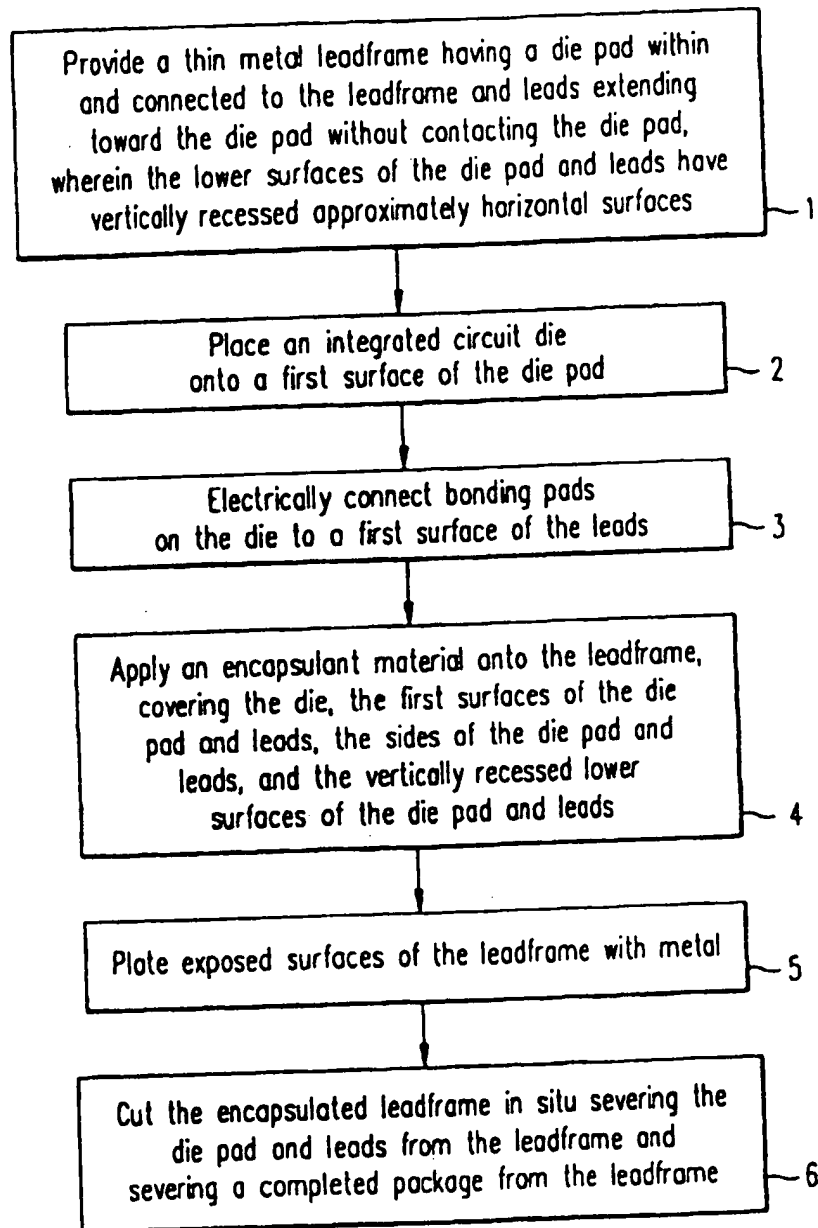 Provide a thin metal leadframe having a die pad within
and connected to the leadframe and leads extending
toward the die pad without contacting the die pad,
wherein the lower surfaces of the die pad and leads have
vertically recessed approximately horizontal surfaces
1
Place an integrated circuit die
onto a first surface of the die pad
2
Electrically connect bonding pads
on the die to a first surface of the leads
3
Apply an encapsulant material onto the leadframe,
covering the die, the first surfaces of the die
pad and leads, the sides of the die pad and
leads, and the vertically recessed lower
surfaces of the die pad and leads
4
Plate exposed surfaces of the leadframe with metal
5
Cut the encapsulated leadframe in situ severing the
die pad and leads from the leadframe and
severing a completed package from the leadframe
6